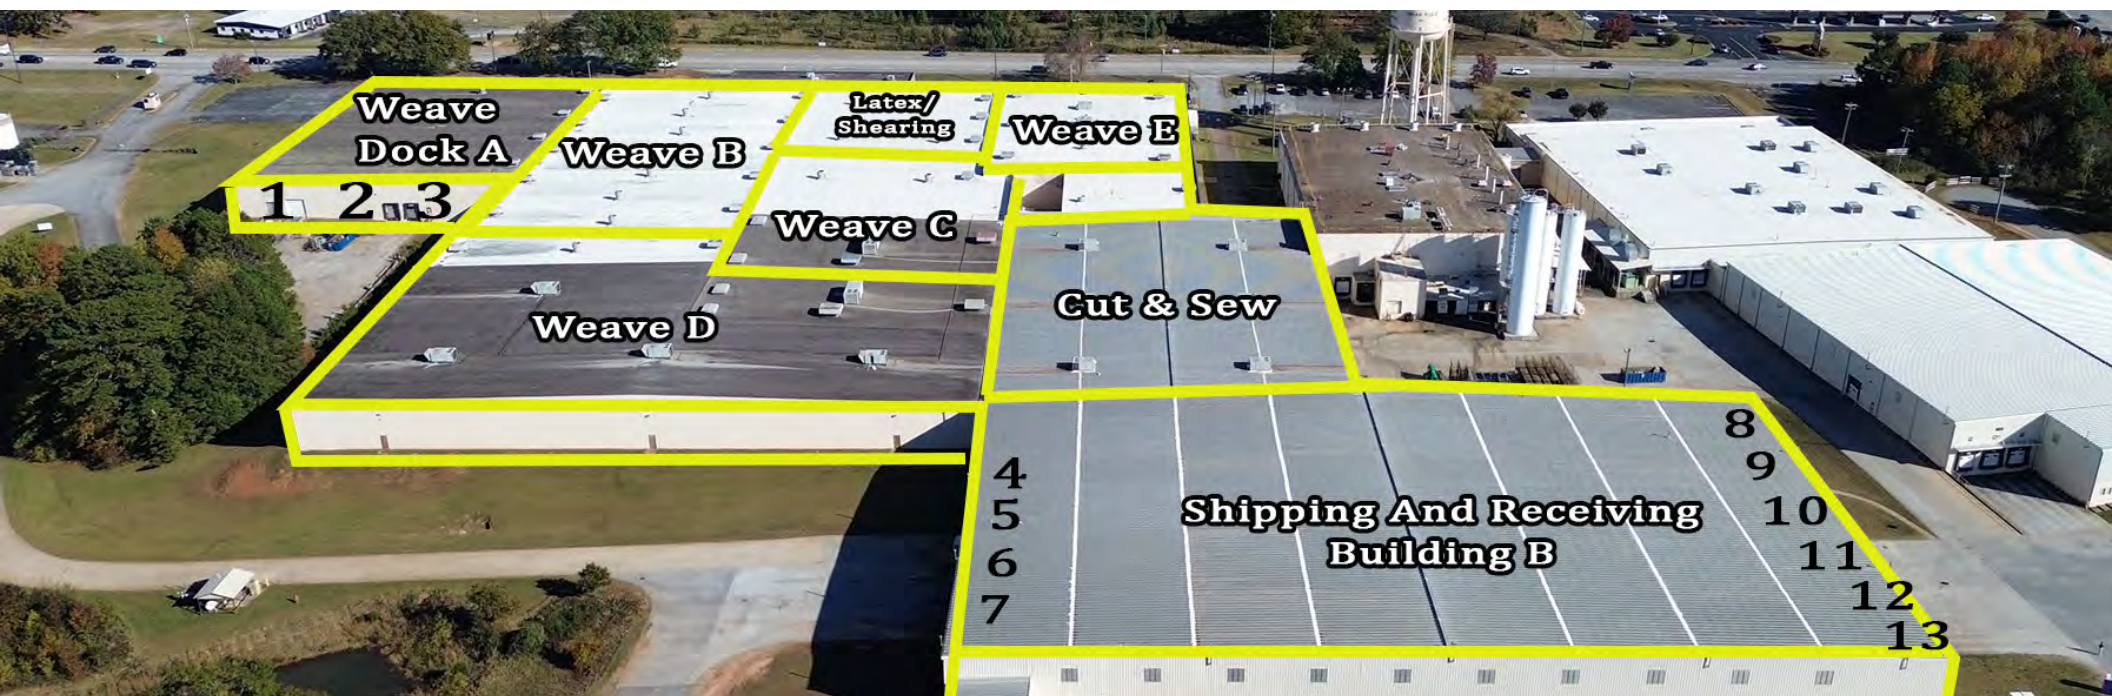 Weave
Dock A
1 2 3
Weave B
Latex/
Shearing
Weave E
Weave C
Weave D
Cut & Sew
Shipping And Receiving
Building B
4
5
6
7
8
9
10
11
12
13